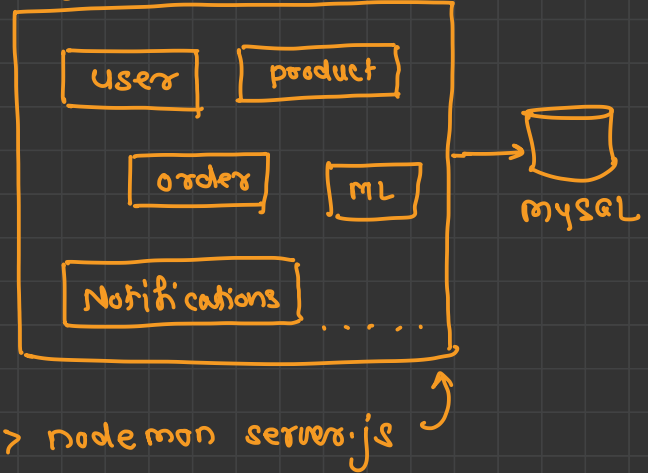 user
product
order
ML
Notifications
......
MySQL
> nodemon server.js